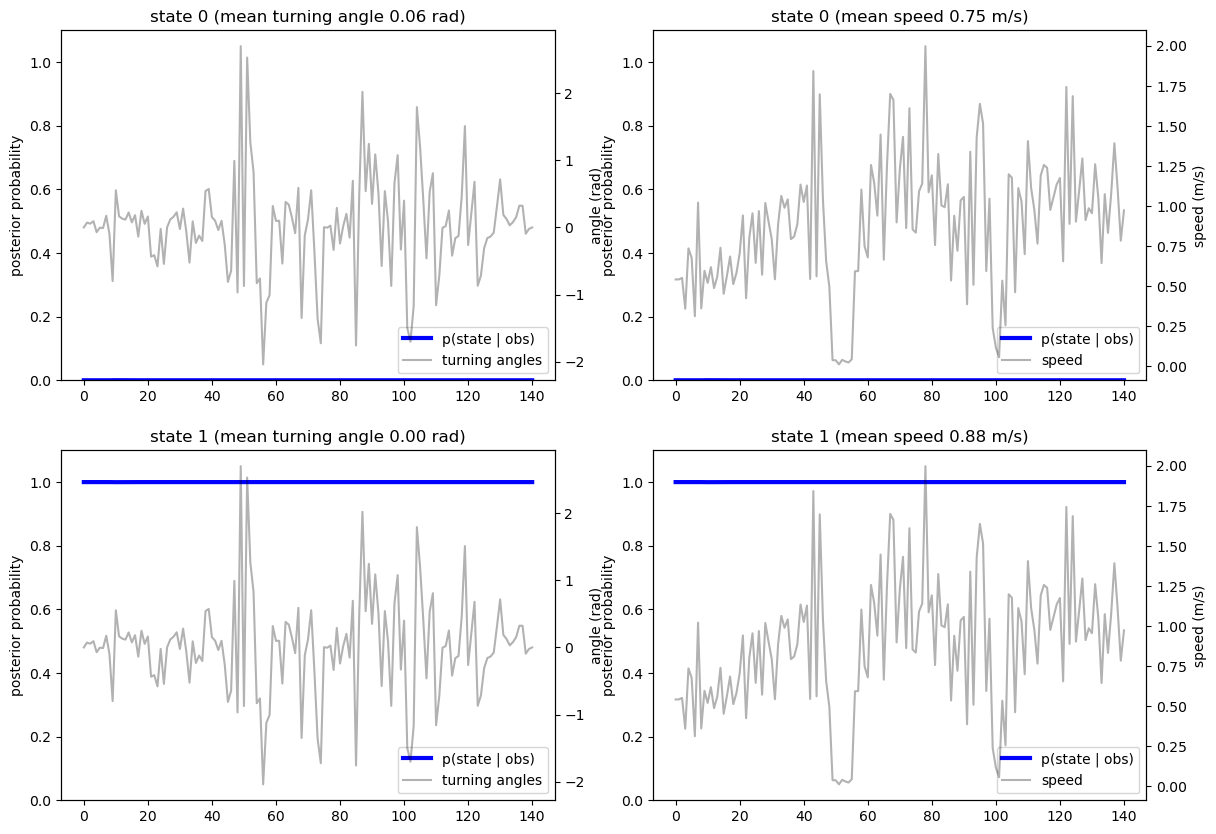 state 0 (mean turning angle 0.06 rad)
1.0
0.8
0.6
0.4
0.2
0.0
posterior probability
2
1
0
−1
−2
angle (rad)
0 20 40 60 80 100 120 140
p(state | obs)
turning angles
state 0 (mean speed 0.75 m/s)
1.0
0.8
0.6
0.4
0.2
0.0
posterior probability
2.00
1.75
1.50
1.25
1.00
0.75
0.50
0.25
0.00
speed (m/s)
0 20 40 60 80 100 120 140
p(state | obs)
speed
state 1 (mean turning angle 0.00 rad)
1.0
0.8
0.6
0.4
0.2
0.0
posterior probability
2
1
0
−1
−2
angle (rad)
0 20 40 60 80 100 120 140
p(state | obs)
turning angles
state 1 (mean speed 0.88 m/s)
1.0
0.8
0.6
0.4
0.2
0.0
posterior probability
2.00
1.75
1.50
1.25
1.00
0.75
0.50
0.25
0.00
speed (m/s)
0 20 40 60 80 100 120 140
p(state | obs)
speed